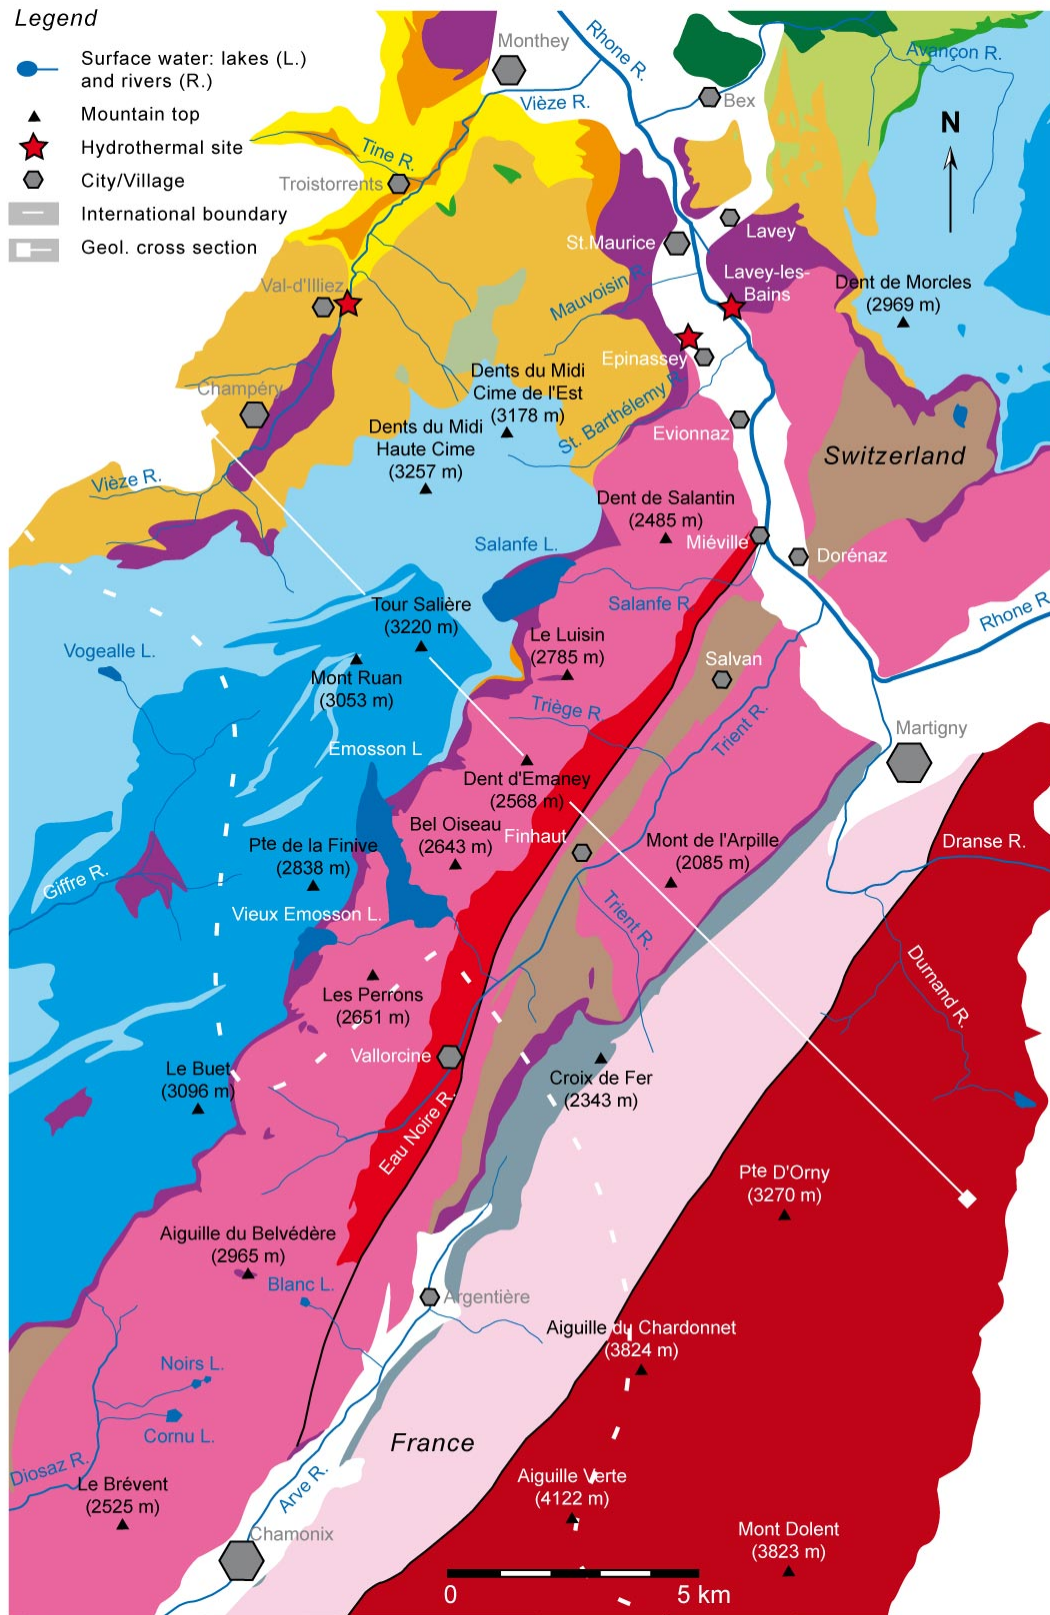 Legend
Surface water: lakes (L.)
and rivers (R.)
Mountain top
Hydrothermal site
City/Village
International boundary
Geol. cross section
Monthey
Rhone R.
Vièze R.
Bex
Avançon R.
N
Tine R.
Troistorrents
St.Maurice
Lavey
Lavey-les-
Bains
Mauvoisin R.
Val-d'Illiez
Dent de Morcles
(2969 m)
Epinassey
Champéry
Dents du Midi
Cime de l'Est
(3178 m)
St. Barthélemy R.
Dents du Midi
Haute Cime
(3257 m)
Evionnaz
Switzerland
Vièze R.
Dent de Salantin
(2485 m)
Miéville
Dorénaz
Salanfe L.
Salanfe R.
Tour Salière
(3220 m)
Rhone R.
Le Luisin
(2785 m)
Vogealle L.
Mont Ruan
(3053 m)
Salvan
Triège R.
Trient R.
Martigny
Emosson L
Dent d'Emaney
(2568 m)
Bel Oiseau
(2643 m)
Finhaut
Mont de l'Arpille
(2085 m)
Dranse R.
Pte de la Finive
(2838 m)
Giffre R.
Vieux Emosson L.
Trient R.
Durnand R.
Les Perrons
(2651 m)
Vallorcine
Le Buet
(3096 m)
Croix de Fer
(2343 m)
Eau Noire R.
Pte D'Orny
(3270 m)
Aiguille du Belvédère
(2965 m)
Blanc L.
Argentière
Aiguille du Chardonnet
(3824 m)
Noirs L.
Cornu L.
France
Diosaz R.
Le Brévent
(2525 m)
Arve R.
Aiguille Verte
(4122 m)
Chamonix
Mont Dolent
(3823 m)
0 5 km